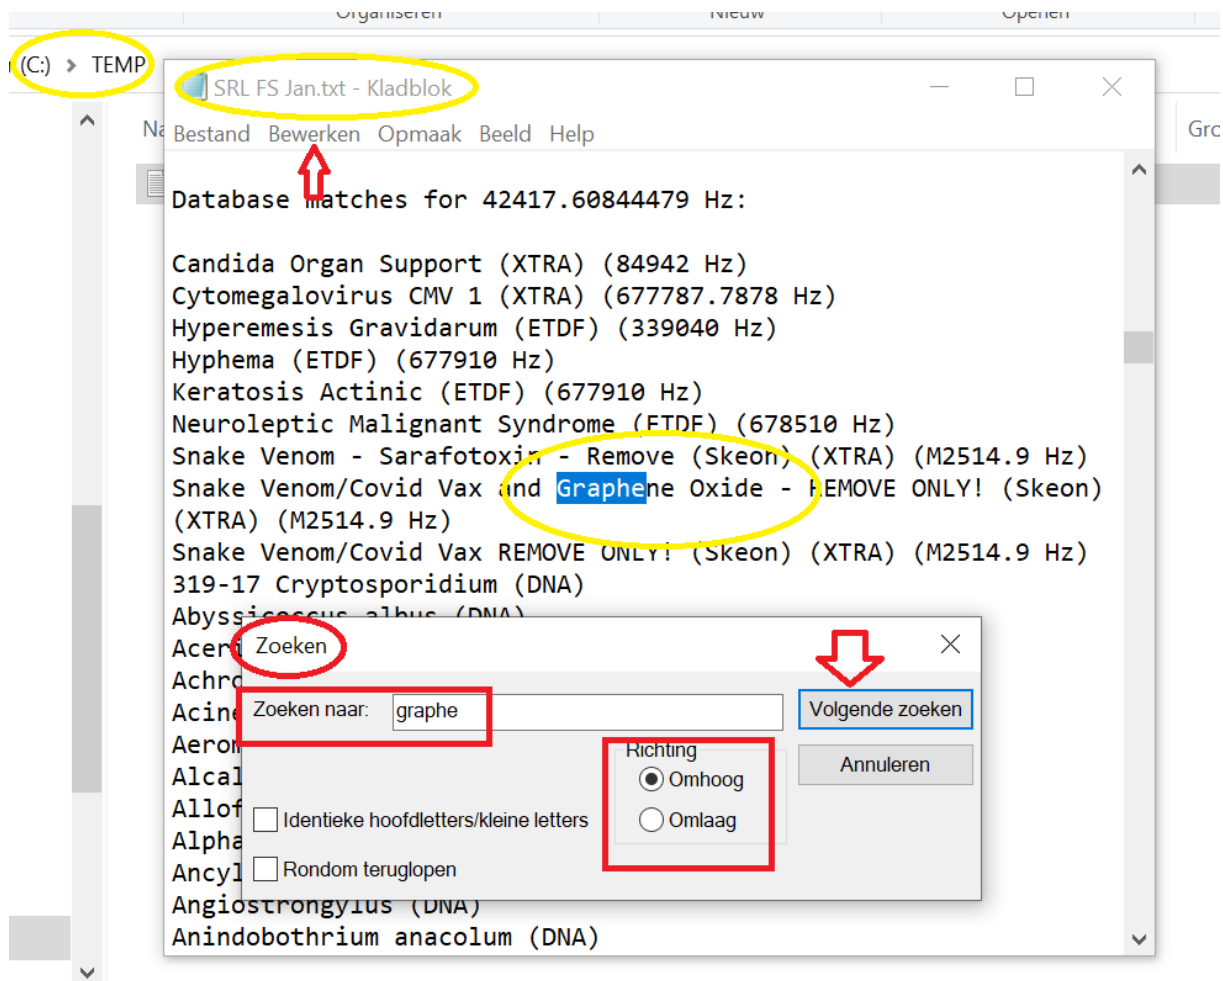 Organiseren Nieuw Openen
(C:) > TEMP
SRL FS Jan.txt - Kladblok
Bestand Bewerken Opmaak Beeld Help
Database matches for 42417.60844479 Hz:
Candida Organ Support (XTRA) (84942 Hz)
Cytomegalovirus CMV 1 (XTRA) (677787.7878 Hz)
Hyperemesis Gravidarum (ETDF) (339040 Hz)
Hyphema (ETDF) (677910 Hz)
Keratosis Actinic (ETDF) (677910 Hz)
Neuroleptic Malignant Syndrome (ETDF) (678510 Hz)
Snake Venom - Sarafotoxin - Remove (Skeon) (XTRA) (M2514.9 Hz)
Snake Venom/Covid Vax and Graphene Oxide - REMOVE ONLY! (Skeon)
(XTRA) (M2514.9 Hz)
Snake Venom/Covid Vax REMOVE ONLY! (Skeon) (XTRA) (M2514.9 Hz)
319-17 Cryptosporidium (DNA)
Abyssicoccus albus (DNA)
Zoeken
Zoeken naar: graphe
Volgende zoeken
Richting
Omhoog
Annuleren
Identieke hoofdletters/kleine letters
Omlaag
Rondom teruglopen
Angiostrongylus (DNA)
Anindobothrium anacolum (DNA)